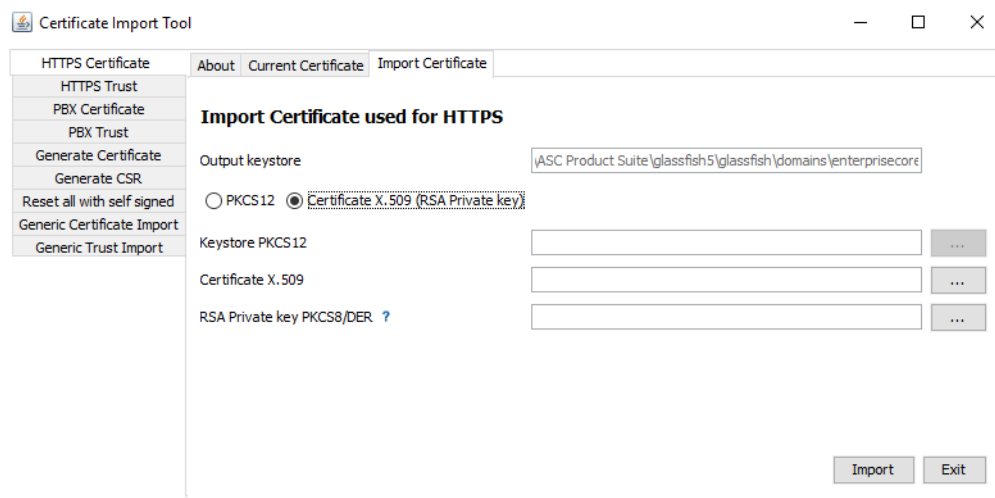 Certificate Import Tool
HTTPS Certificate
HTTPS Trust
PBX Certificate
PBX Trust
Generate Certificate
Generate CSR
Reset all with self signed
Generic Certificate Import
Generic Trust Import
About Current Certificate Import Certificate
Import Certificate used for HTTPS
Output keystore \ASC Product Suite\glassfish5\glassfish\domains\enterprisecore
PKCS12 Certificate X.509 (RSA Private key)
Keystore PKCS12 ...
Certificate X.509 ...
RSA Private key PKCS8/DER ? ...
Import Exit